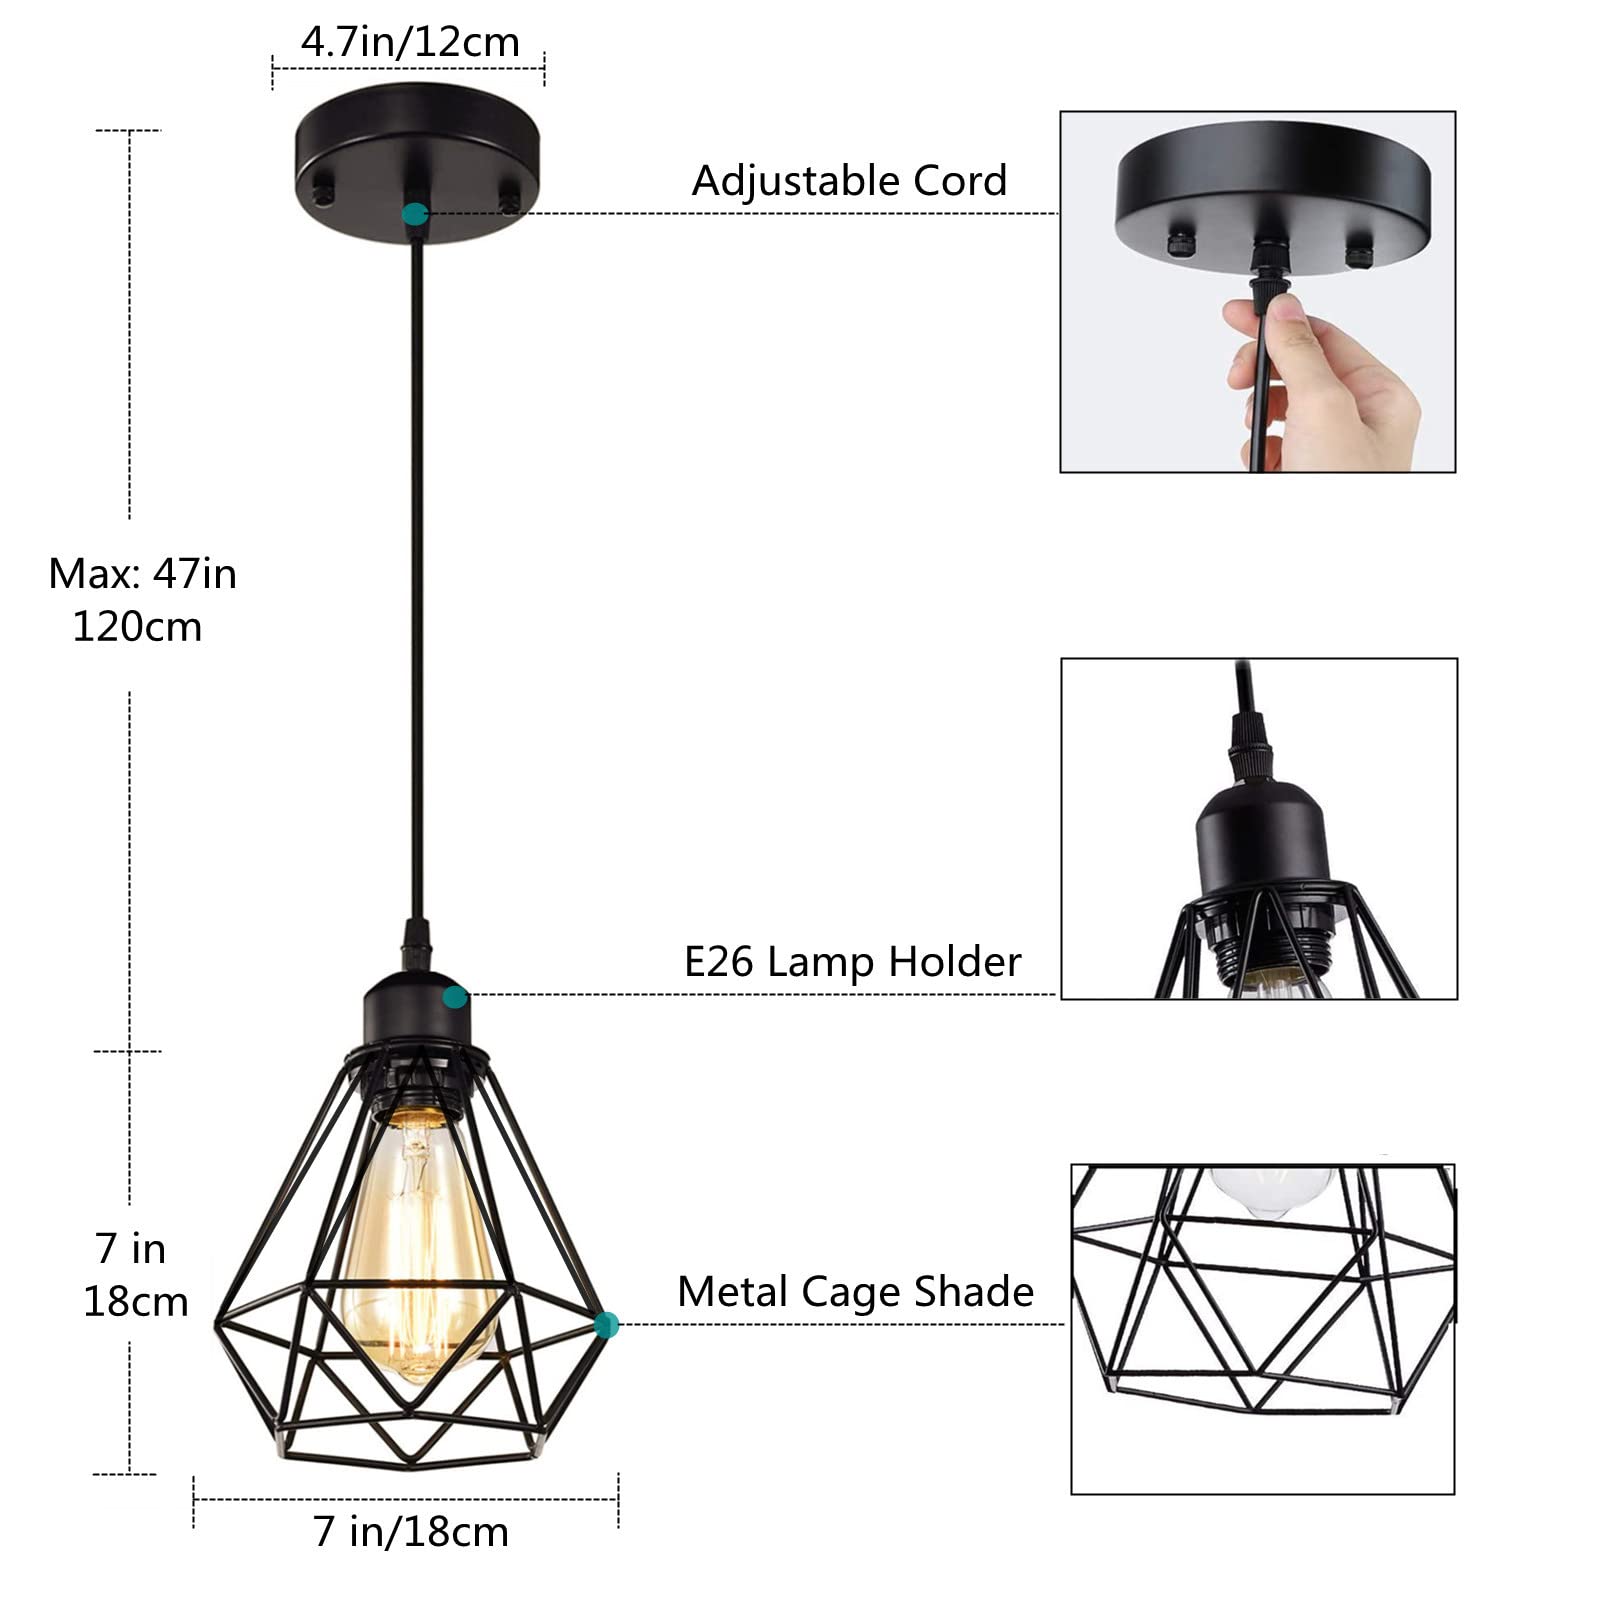 4.7in/12cm
Adjustable Cord
Max: 47in
120cm
E26 Lamp Holder
7 in
18cm
Metal Cage Shade
7 in/18cm